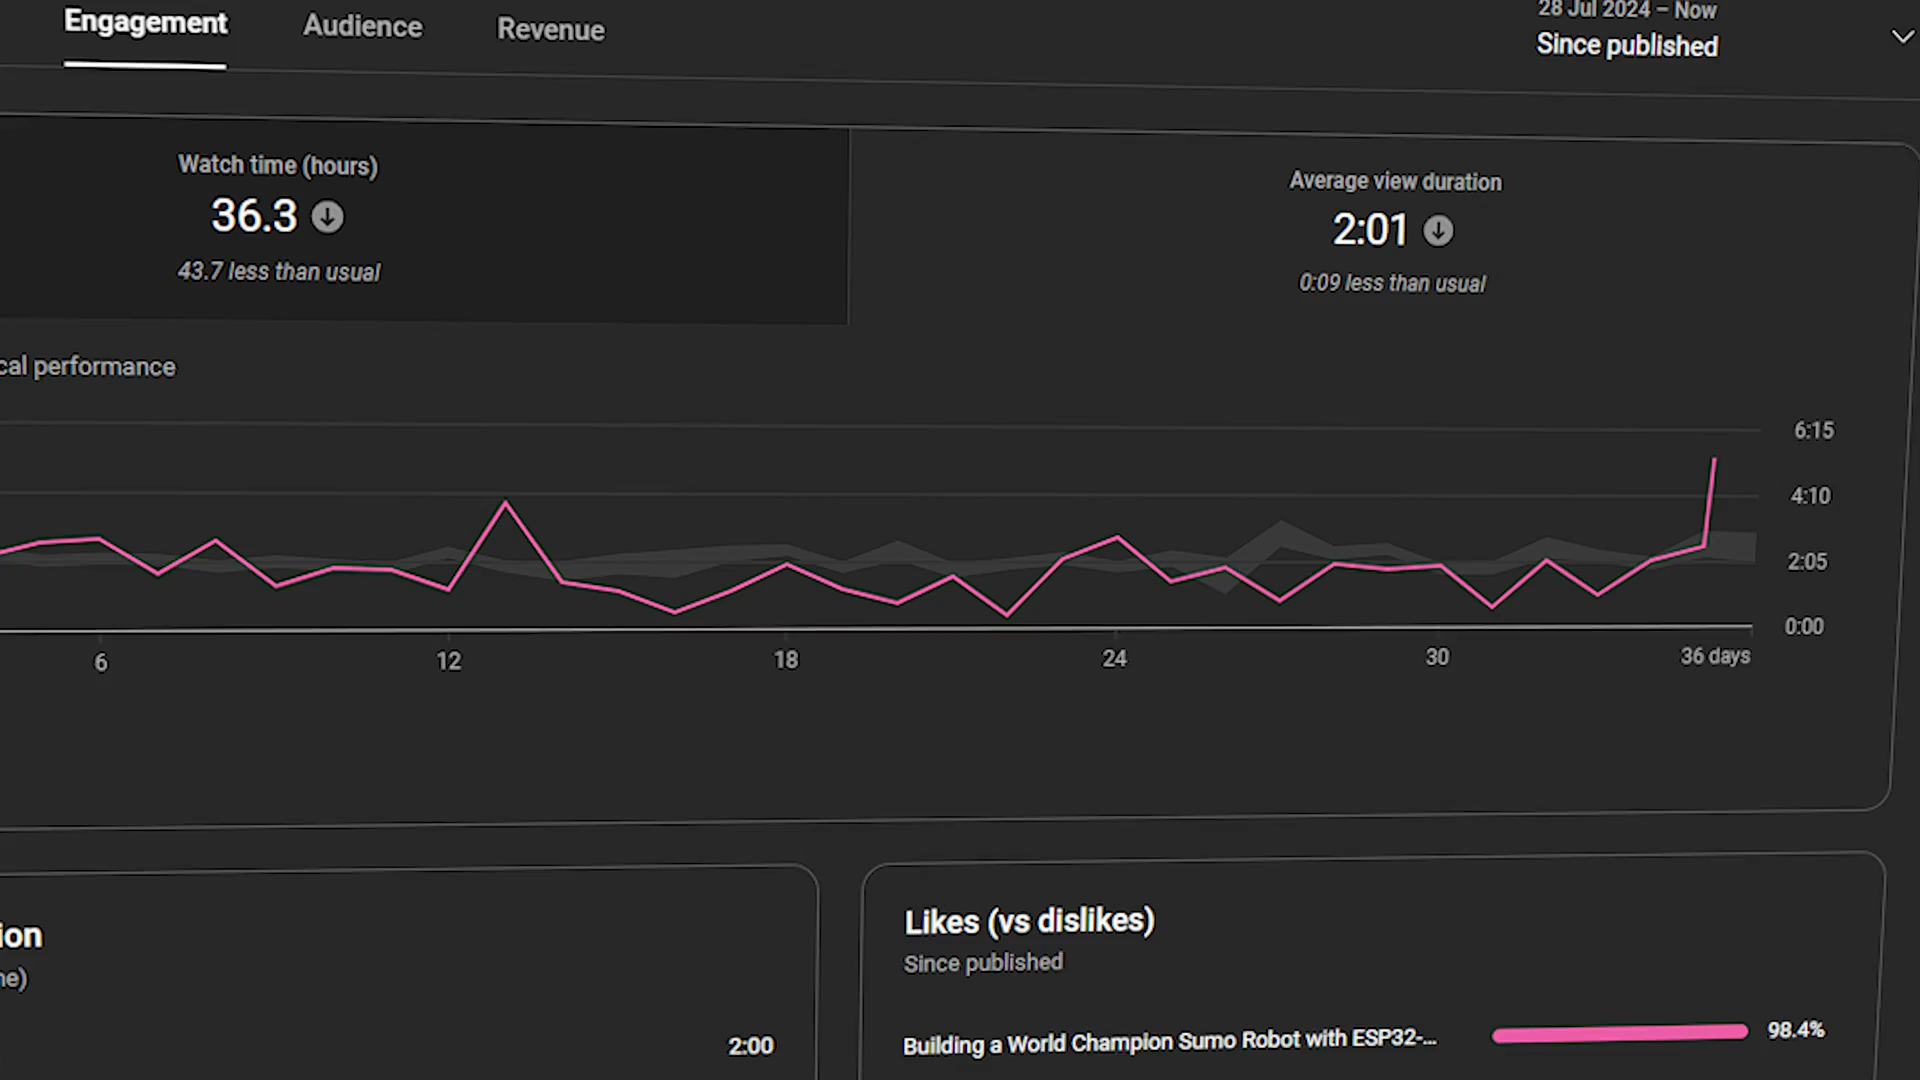 Engagement
Audience
Revenue
28 Jul 2024 – Now
Since published
Watch time (hours)
36.3
43.7 less than usual
Average view duration
2:01
0:09 less than usual
cal performance
6:15
4:10
2:05
0:00
6
12
18
24
30
36 days
ion
ne)
2:00
Likes (vs dislikes)
Since published
Building a World Champion Sumo Robot with ESP32-...
98.4%